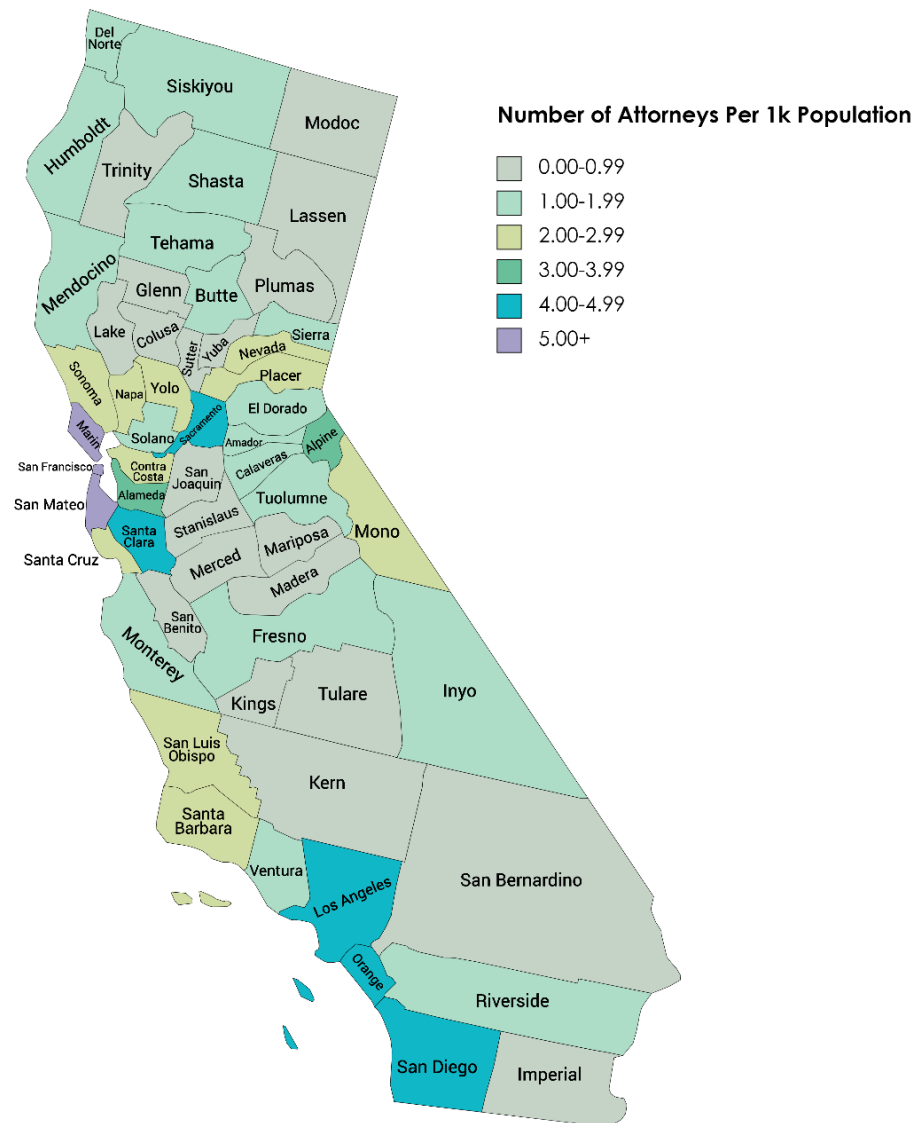 Del
Norte
Siskiyou
Modoc
Humboldt
Trinity
Shasta
Lassen
Mendocino
Tehama
Glenn
Butte
Plumas
Lake
Colusa
Sutter
Yuba
Sierra
Nevada
Placer
Sonoma
Napa
Yolo
El Dorado
Sacramento
Marin
Solano
Amador
Alpine
San Francisco
Contra
Costa
San
Joaquin
Calaveras
Alameda
Tuolumne
San Mateo
Stanislaus
Mono
Santa
Clara
Mariposa
Santa Cruz
Merced
Madera
San
Benito
Fresno
Monterey
Inyo
Kings
Tulare
San Luis
Obispo
Kern
Santa
Barbara
Ventura
Los Angeles
San Bernardino
Orange
Riverside
San Diego
Imperial
Number of Attorneys Per 1k Population
0.00-0.99
1.00-1.99
2.00-2.99
3.00-3.99
4.00-4.99
5.00+